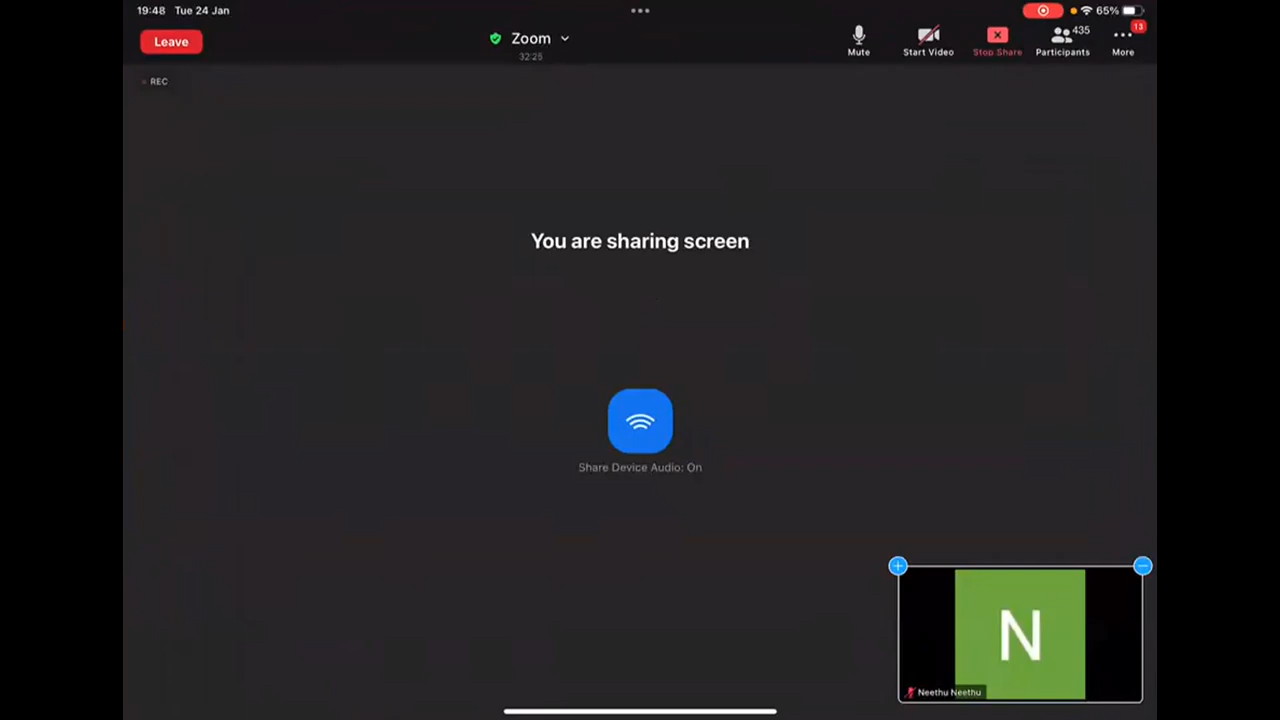 19:48 Tue 24 Jan
65%
Leave
Zoom
32:25
Mute
Start Video
Stop Share
435
Participants
13
More
REC
You are sharing screen
Share Device Audio: On
N
Neethu Neethu